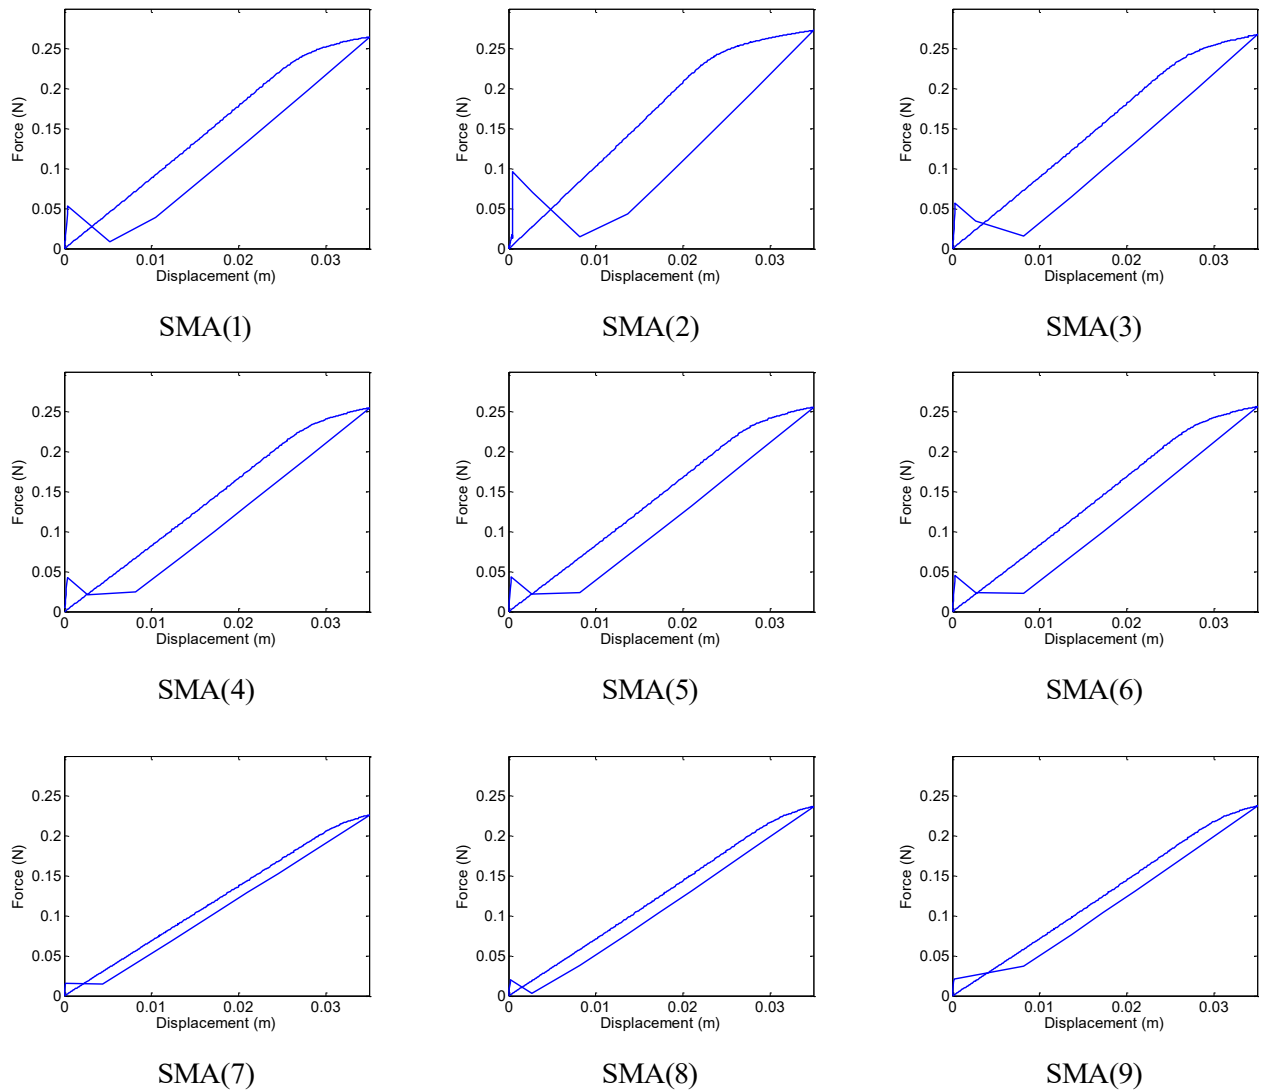 0.25 0.25 0.25
0.2 0.2 0.2
0.15 0.15 0.15
0.1 0.1 0.1
0.05 0.05 0.05
0 0 0
Force (N) Force (N) Force (N)
0 0.01 0.02 0.03 0 0.01 0.02 0.03 0 0.01 0.02 0.03
Displacement (m) Displacement (m) Displacement (m)
SMA(1) SMA(2) SMA(3)
0.25 0.25 0.25
0.2 0.2 0.2
0.15 0.15 0.15
0.1 0.1 0.1
0.05 0.05 0.05
0 0 0
Force (N) Force (N) Force (N)
0 0.01 0.02 0.03 0 0.01 0.02 0.03 0 0.01 0.02 0.03
Displacement (m) Displacement (m) Displacement (m)
SMA(4) SMA(5) SMA(6)
0.25 0.25 0.25
0.2 0.2 0.2
0.15 0.15 0.15
0.1 0.1 0.1
0.05 0.05 0.05
0 0 0
Force (N) Force (N) Force (N)
0 0.01 0.02 0.03 0 0.01 0.02 0.03 0 0.01 0.02 0.03
Displacement (m) Displacement (m) Displacement (m)
SMA(7) SMA(8) SMA(9)